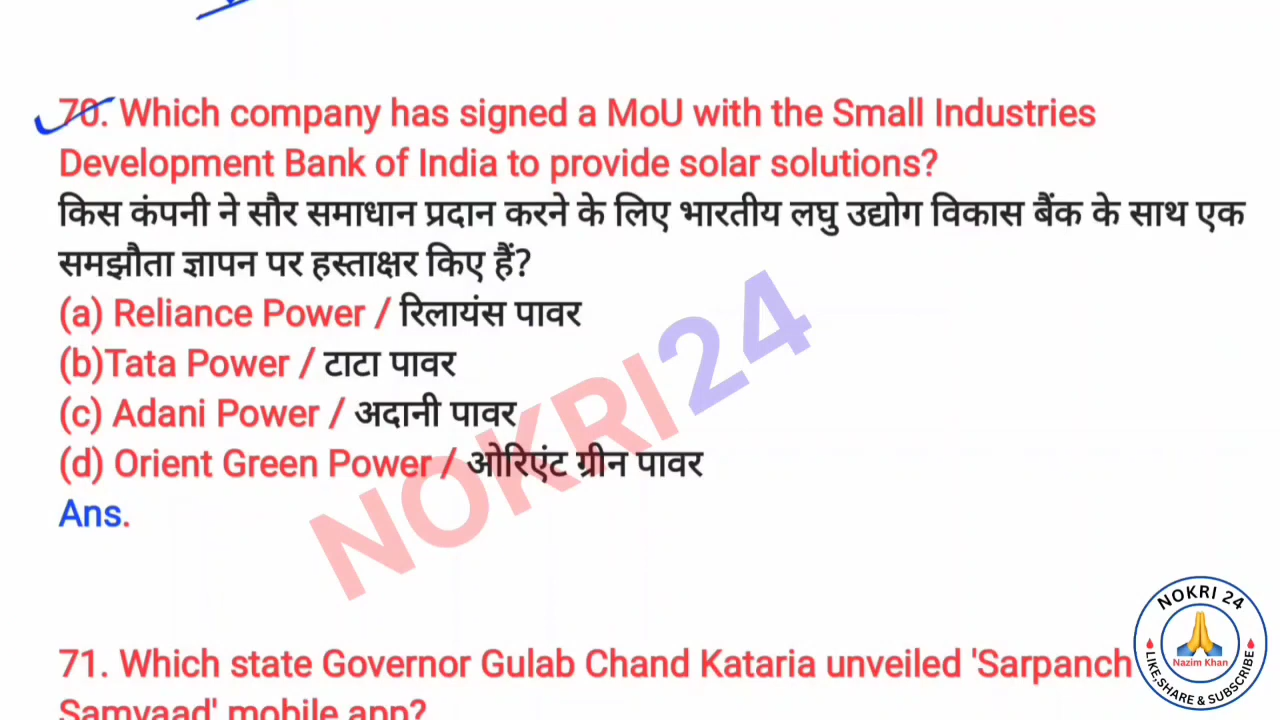 70. Which company has signed a MoU with the Small Industries
Development Bank of India to provide solar solutions?
किस कंपनी ने सौर समाधान प्रदान करने के लिए भारतीय लघु उद्योग विकास बैंक के साथ एक
समझौता ज्ञापन पर हस्ताक्षर किए हैं?
(a) Reliance Power / रिलायंस पावर
(b)Tata Power / टाटा पावर
(c) Adani Power / अदानी पावर
(d) Orient Green Power / ओरिएंट ग्रीन पावर
Ans.
NOKRI24
71. Which state Governor Gulab Chand Kataria unveiled 'Sarpanch
Samvaad' mobile app?
NOKRI 24
Nazim Khan
LIKE,SHARE & SUBSCRIBE